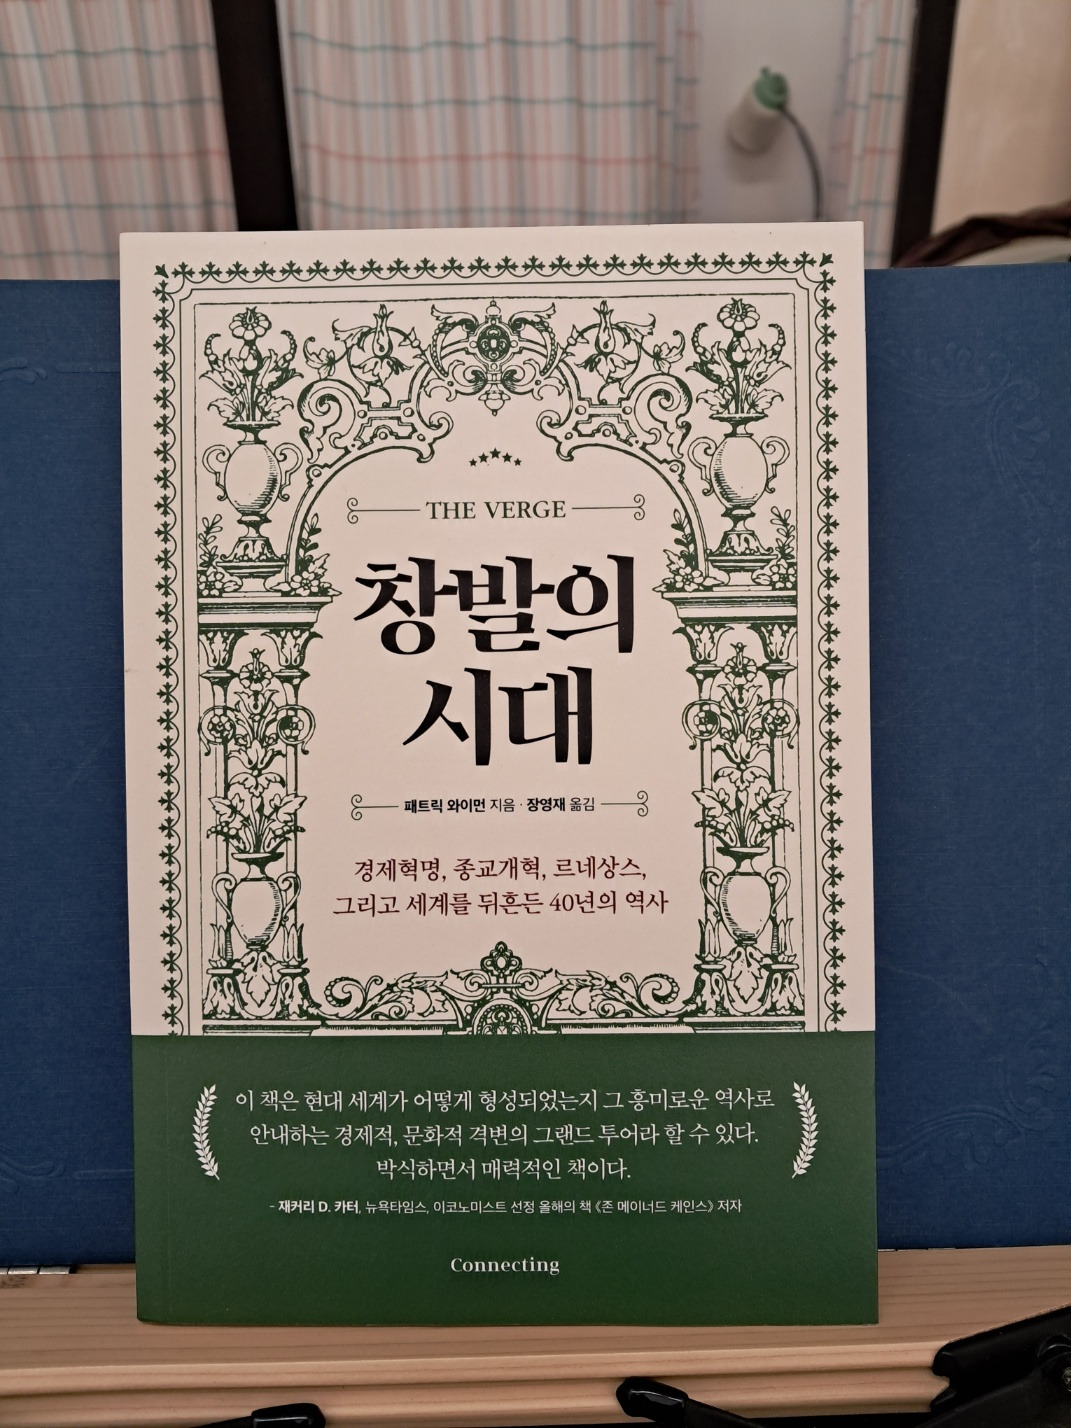 THE VERGE
창발의
시대
패트릭 와이먼 지음 · 장영재 옮김
경제혁명, 종교개혁, 르네상스,
그리고 세계를 뒤흔든 40년의 역사
이 책은 현대 세계가 어떻게 형성되었는지 그 흥미로운 역사로
안내하는 경제적, 문화적 격변의 그랜드 투어라 할 수 있다.
박식하면서 매력적인 책이다.
- 재커리 D. 카터, 뉴욕타임스, 이코노미스트 선정 올해의 책 《존 메이너드 케인스》 저자
Connecting